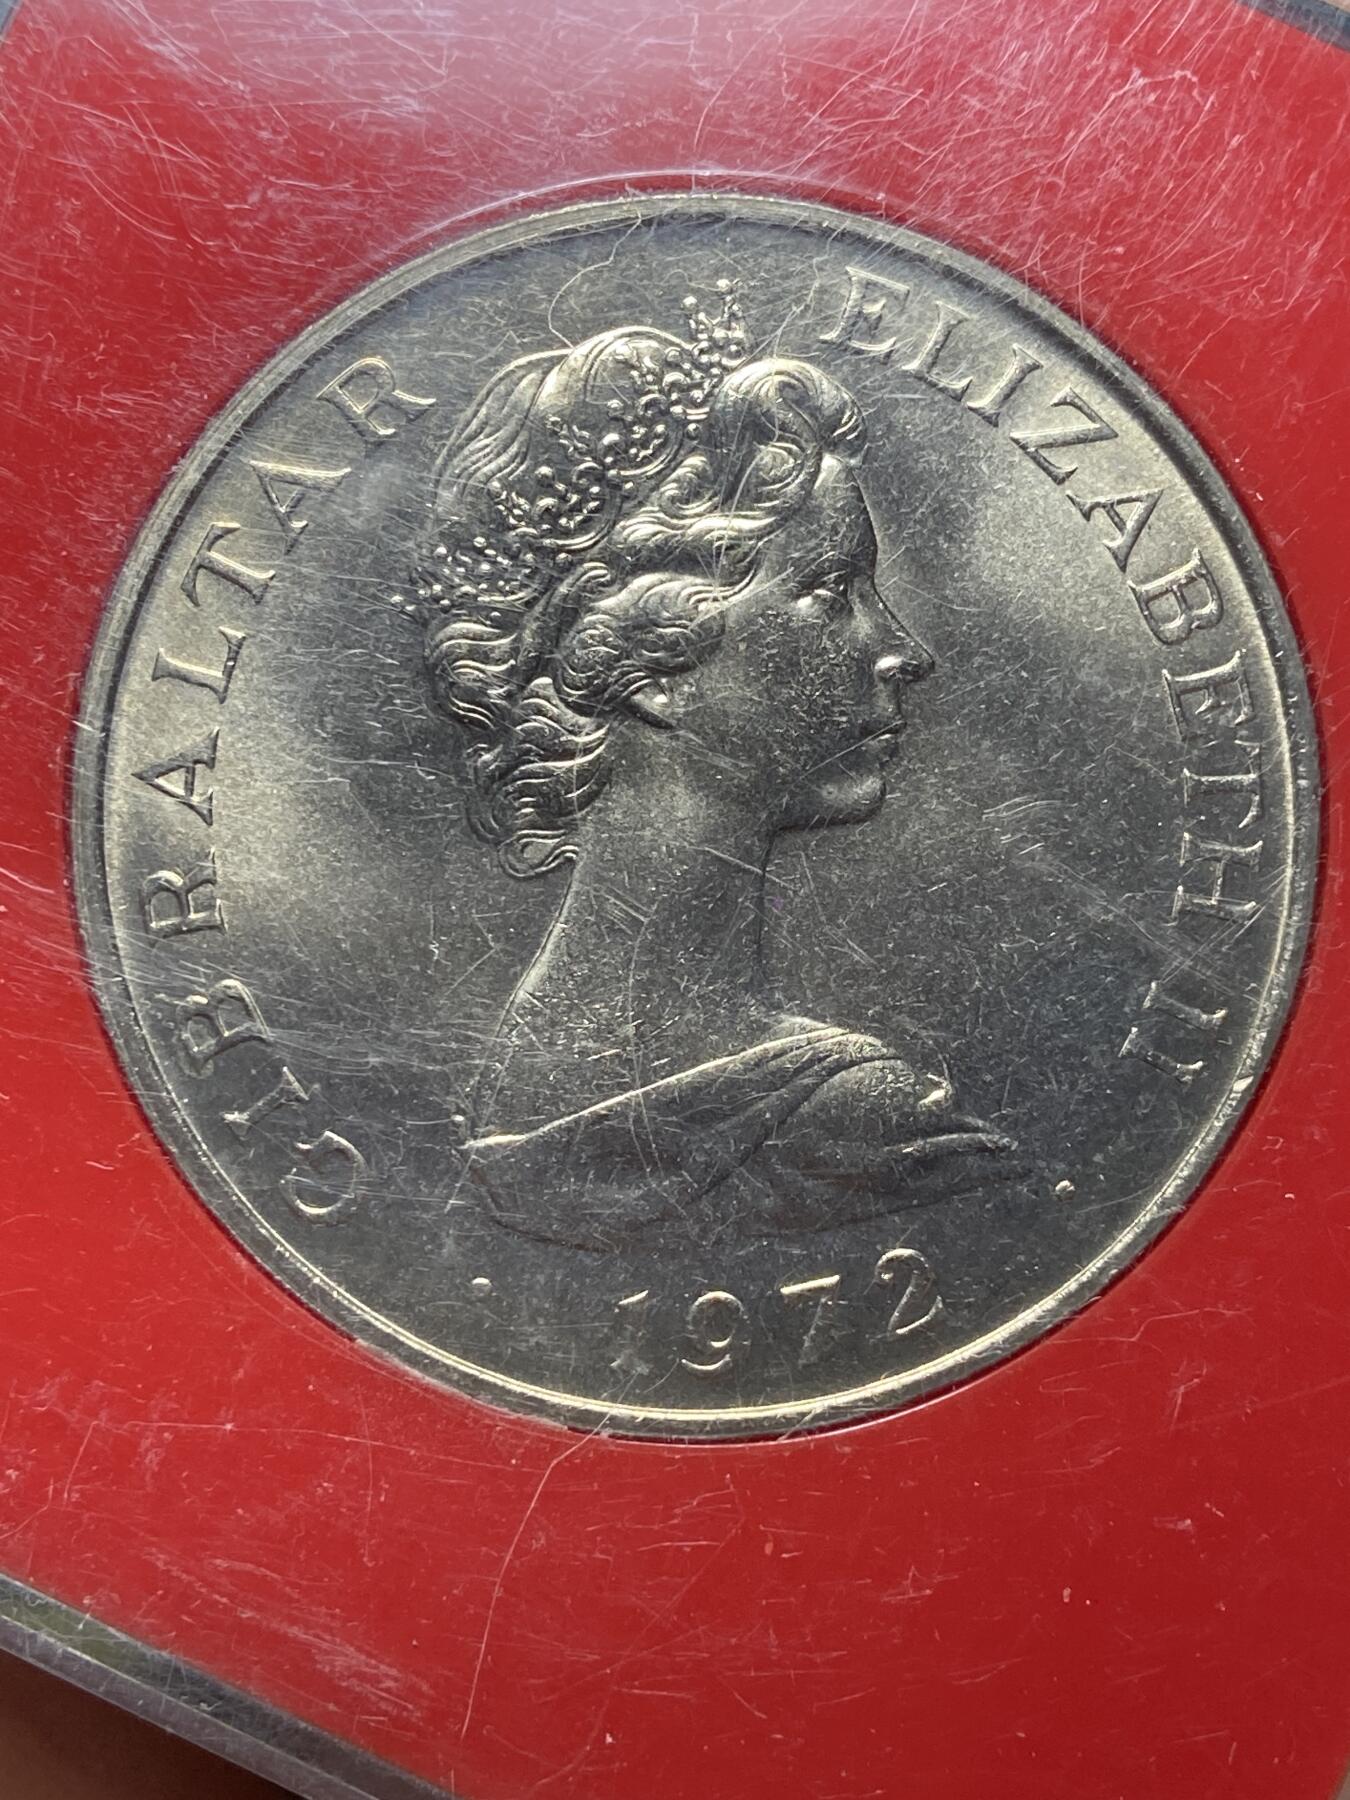 GIBRALTAR
ELIZABETH II
· 1972 ·